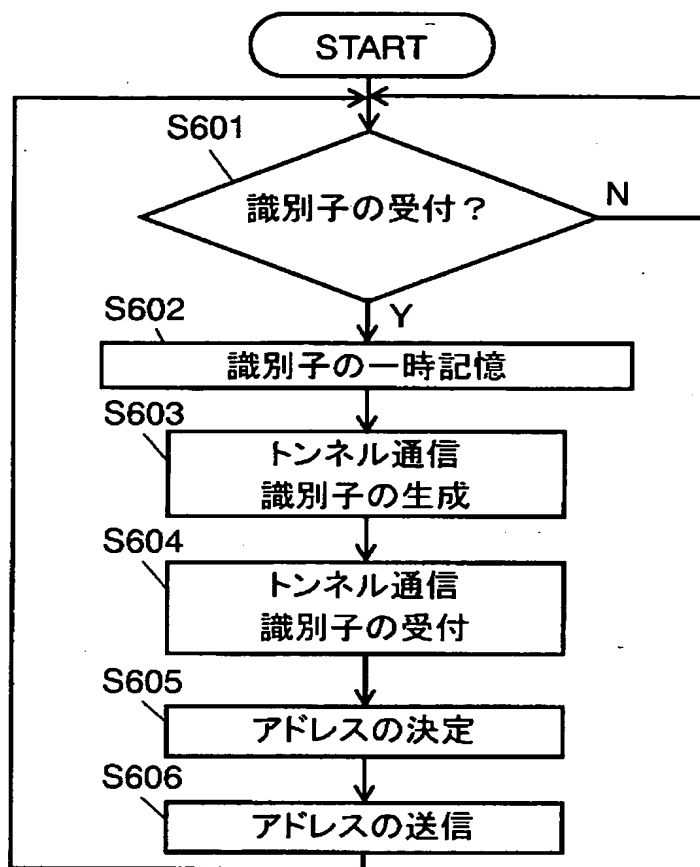 START
S601
識別子の受付？
N
Y
S602
識別子の一時記憶
S603
トンネル通信
識別子の生成
S604
トンネル通信
識別子の受付
S605
アドレスの決定
S606
アドレスの送信